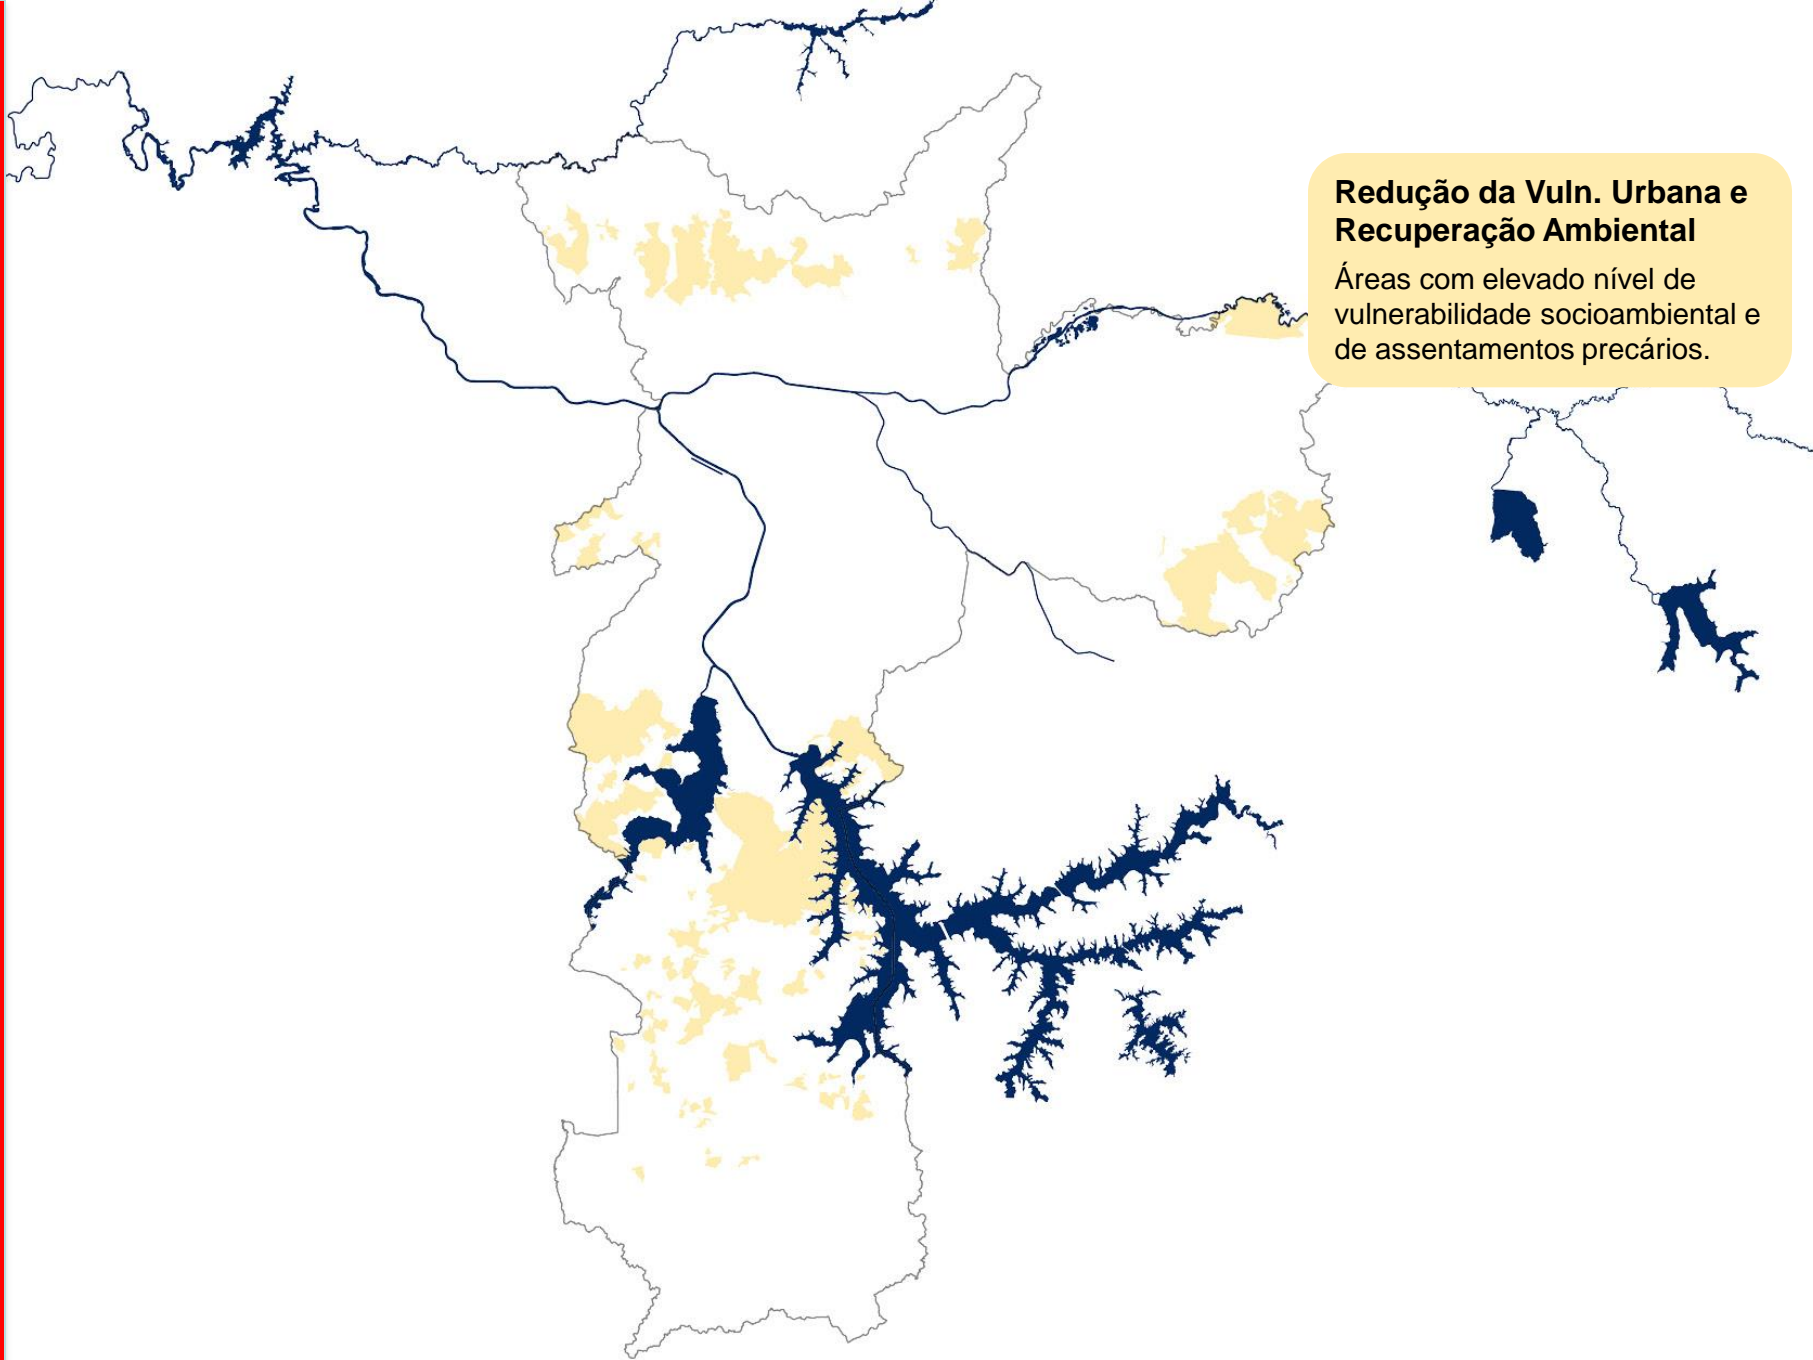 Redução da Vuln. Urbana e
Recuperação Ambiental
Áreas com elevado nível de
vulnerabilidade socioambiental e
de assentamentos precários.